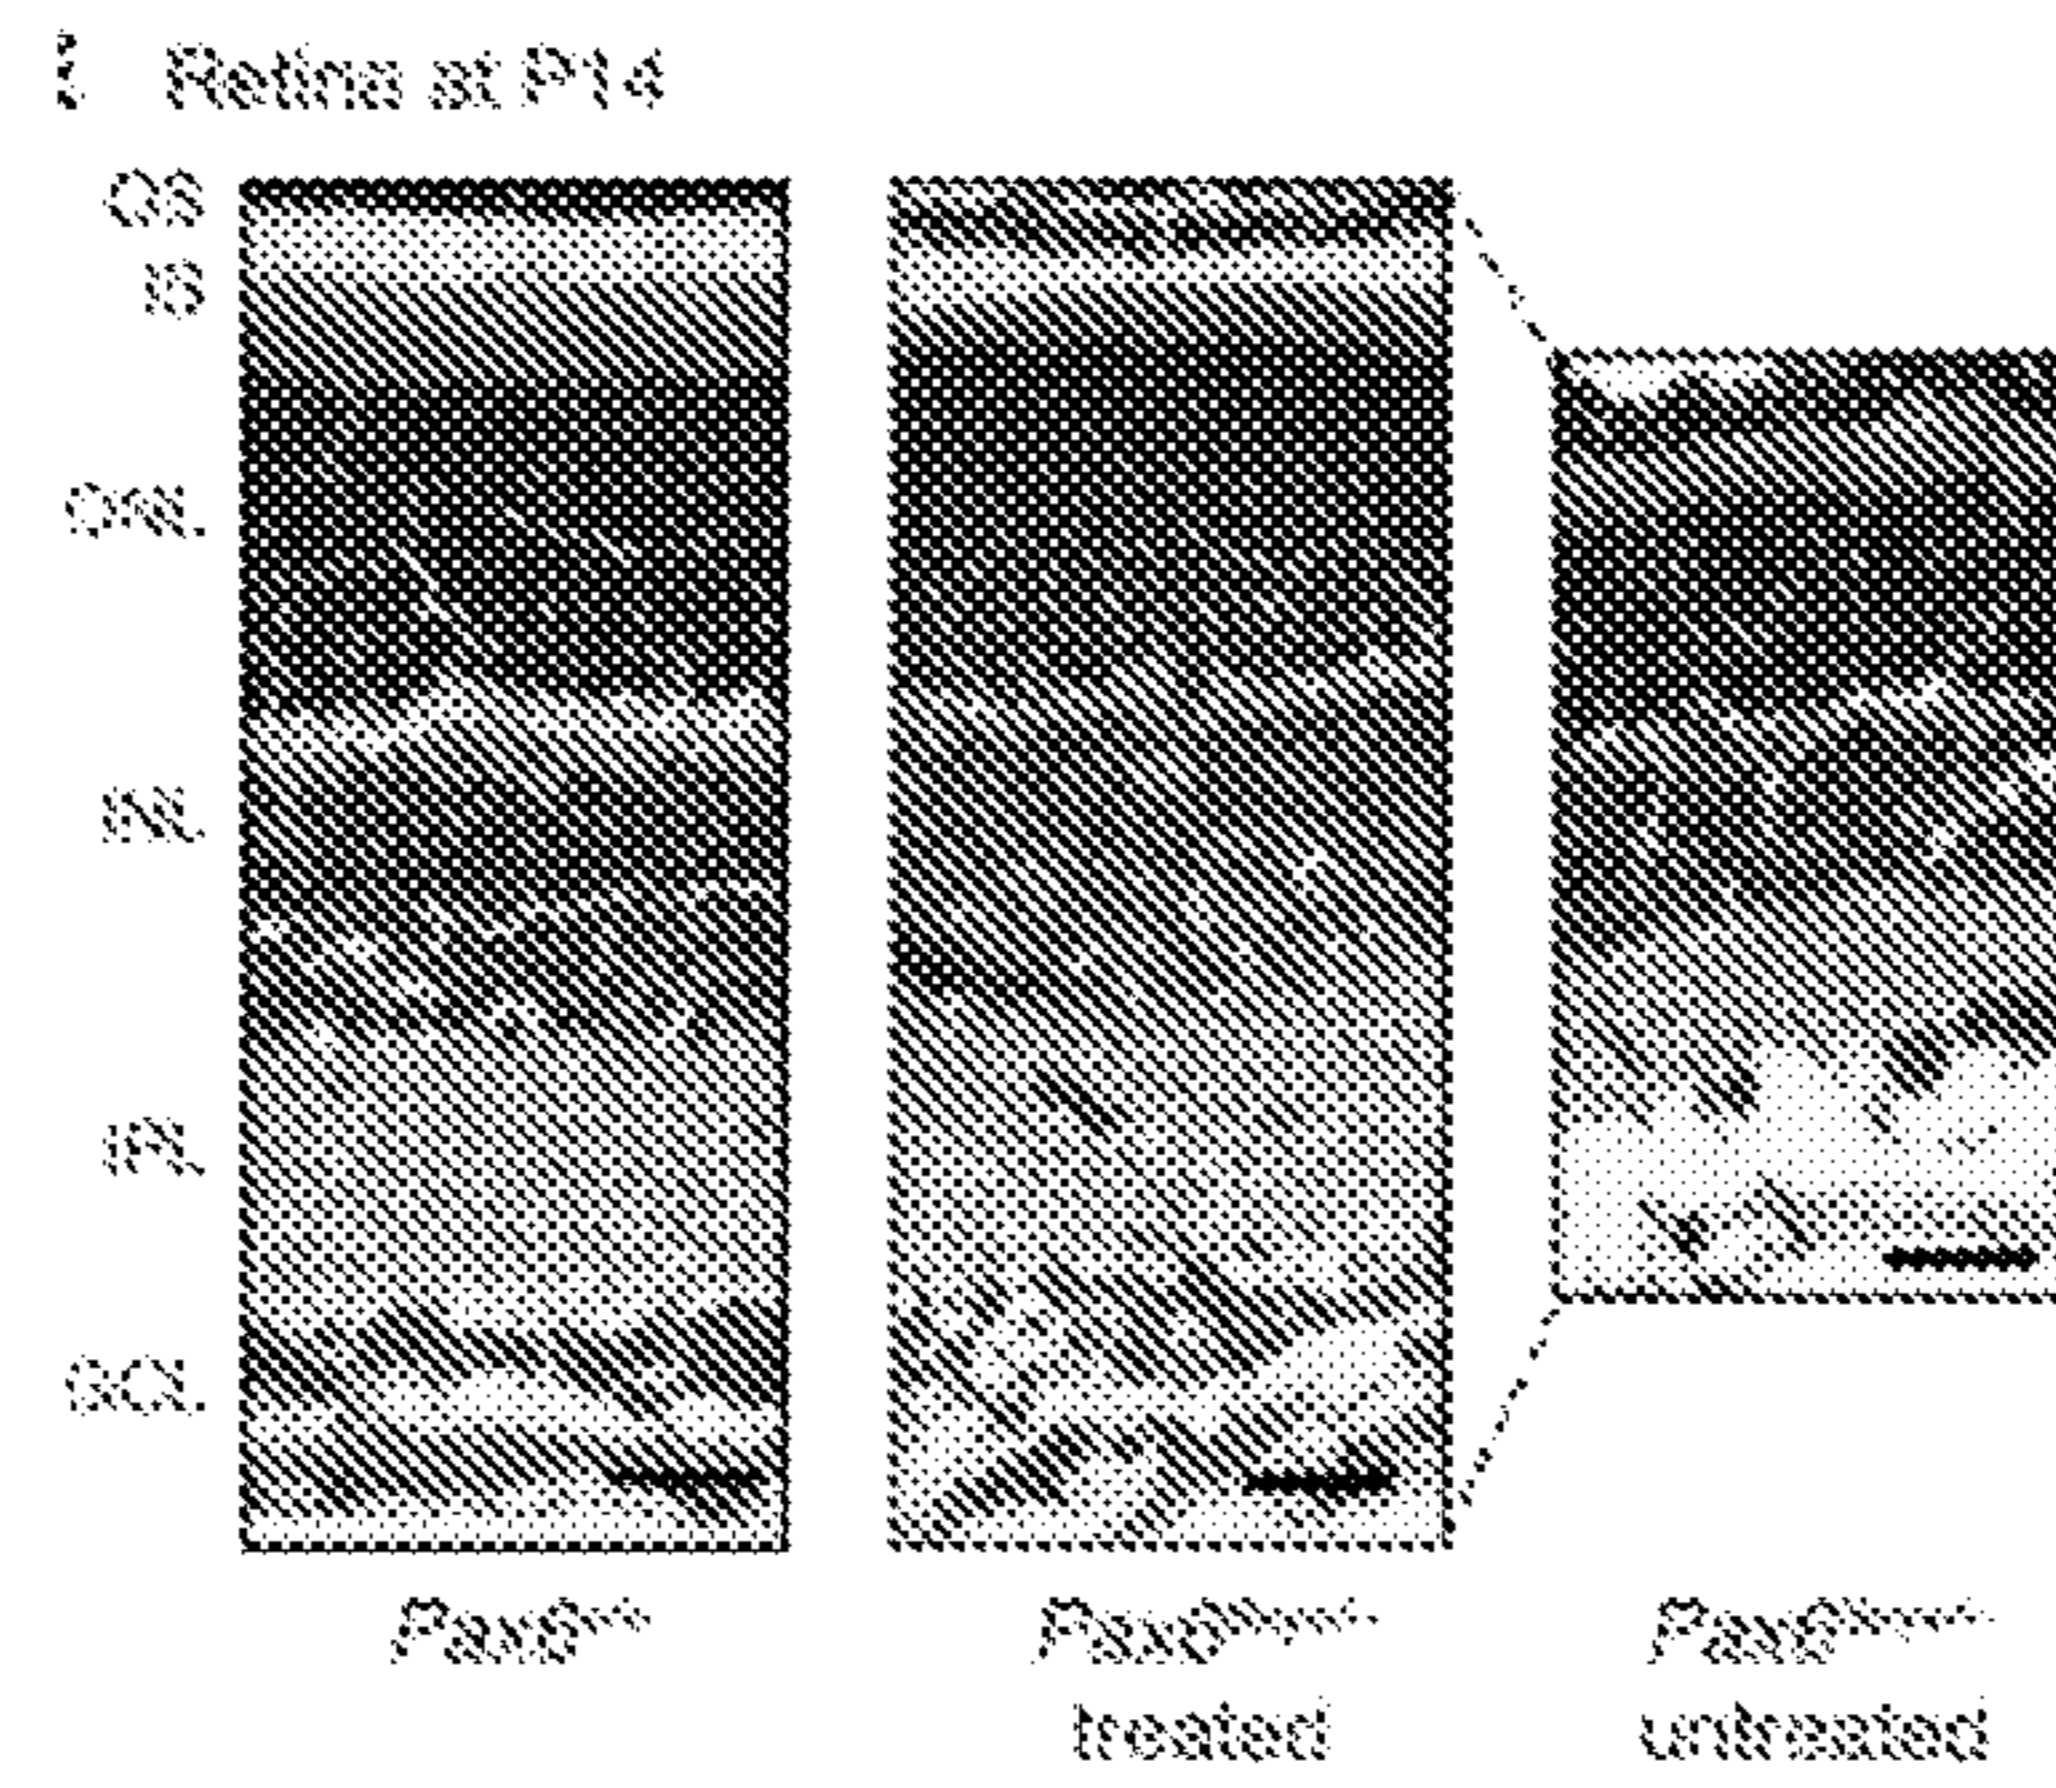 Retina at P14
OS
IS
ONL
INL
IPL
GCL
treated
untreated